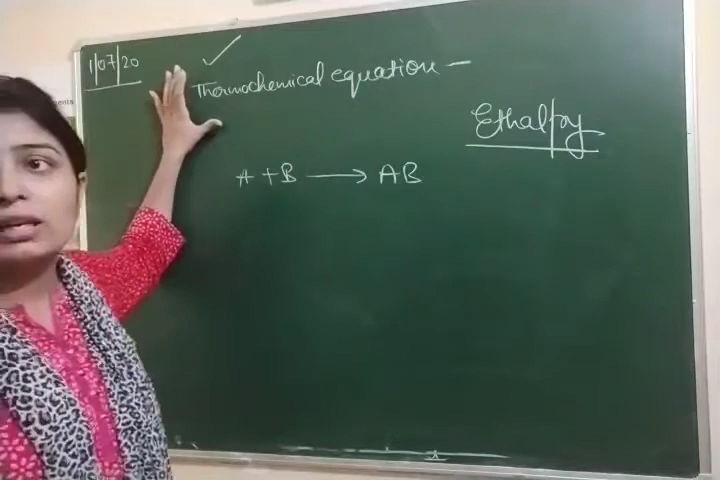 1/07/20
Thermochemical equation -
Ethalpy
A + B → AB